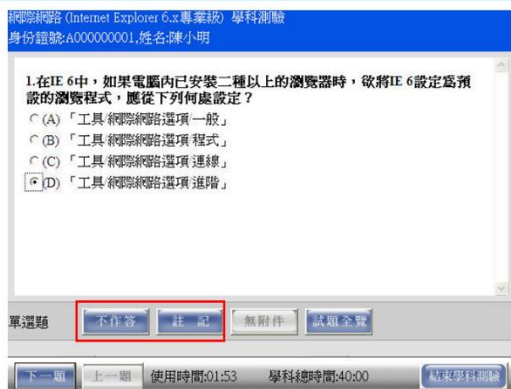 網際網路 (Internet Explorer 6.x專業級) 學科測驗
身份證號:A000000001,姓名:陳小明
1.在IE 6中,如果電腦內已安裝二種以上的瀏覽器時,欲將IE 6設定為預
設的瀏覽程式,應從下列何處設定?
(A) 「工具/網際網路選項/一般」
(B) 「工具/網際網路選項/程式」
(C) 「工具/網際網路選項/連線」
(D) 「工具/網際網路選項/進階」
單選題 不作答 註 記 無附件 試題全覽
下一題 上一題 使用時間:01:53 學科總時間:40:00 結束學科測驗